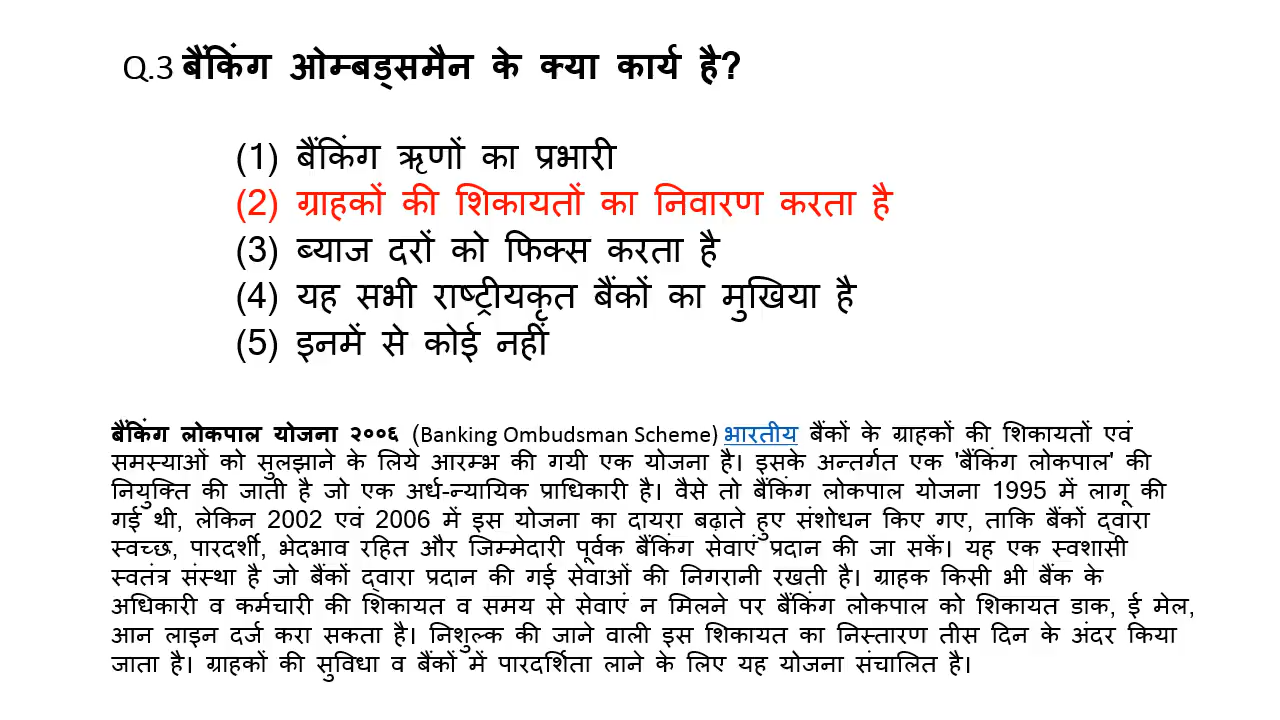 Q.3 बैंकिंग ओम्बड्समैन के क्या कार्य है?
(1) बैंकिंग ऋणों का प्रभारी
(2) ग्राहकों की शिकायतों का निवारण करता है
(3) ब्याज दरों को फिक्स करता है
(4) यह सभी राष्ट्रीयकृत बैंकों का मुखिया है
(5) इनमें से कोई नहीं
बैंकिंग लोकपाल योजना २००६ (Banking Ombudsman Scheme) भारतीय बैंकों के ग्राहकों की शिकायतों एवं
समस्याओं को सुलझाने के लिये आरम्भ की गयी एक योजना है। इसके अन्तर्गत एक 'बैंकिंग लोकपाल' की
नियुक्ति की जाती है जो एक अर्ध-न्यायिक प्राधिकारी है। वैसे तो बैंकिंग लोकपाल योजना 1995 में लागू की
गई थी, लेकिन 2002 एवं 2006 में इस योजना का दायरा बढ़ाते हुए संशोधन किए गए, ताकि बैंकों द्वारा
स्वच्छ, पारदर्शी, भेदभाव रहित और जिम्मेदारी पूर्वक बैंकिंग सेवाएं प्रदान की जा सकें। यह एक स्वशासी
स्वतंत्र संस्था है जो बैंकों द्वारा प्रदान की गई सेवाओं की निगरानी रखती है। ग्राहक किसी भी बैंक के
अधिकारी व कर्मचारी की शिकायत व समय से सेवाएं न मिलने पर बैंकिंग लोकपाल को शिकायत डाक, ई मेल,
आन लाइन दर्ज करा सकता है। निशुल्क की जाने वाली इस शिकायत का निस्तारण तीस दिन के अंदर किया
जाता है। ग्राहकों की सुविधा व बैंकों में पारदर्शिता लाने के लिए यह योजना संचालित है।